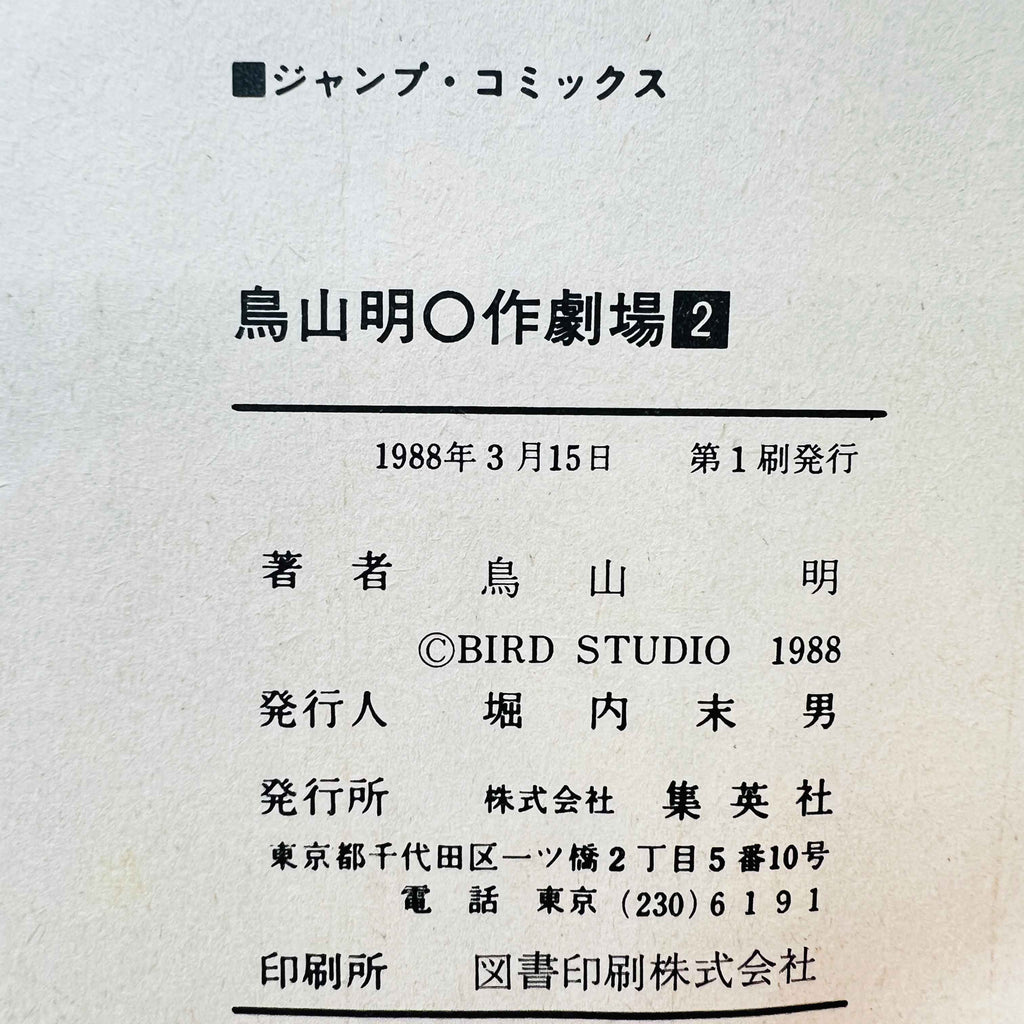 ■ジャンプ・コミックス
鳥山明〇作劇場2
1988年3月15日 第1刷発行
著者 鳥山明
©BIRD STUDIO 1988
発行人 堀内末男
発行所 株式会社 集英社
東京都千代田区一ツ橋2丁目5番10号
電話 東京 (230) 6191
印刷所 図書印刷株式会社